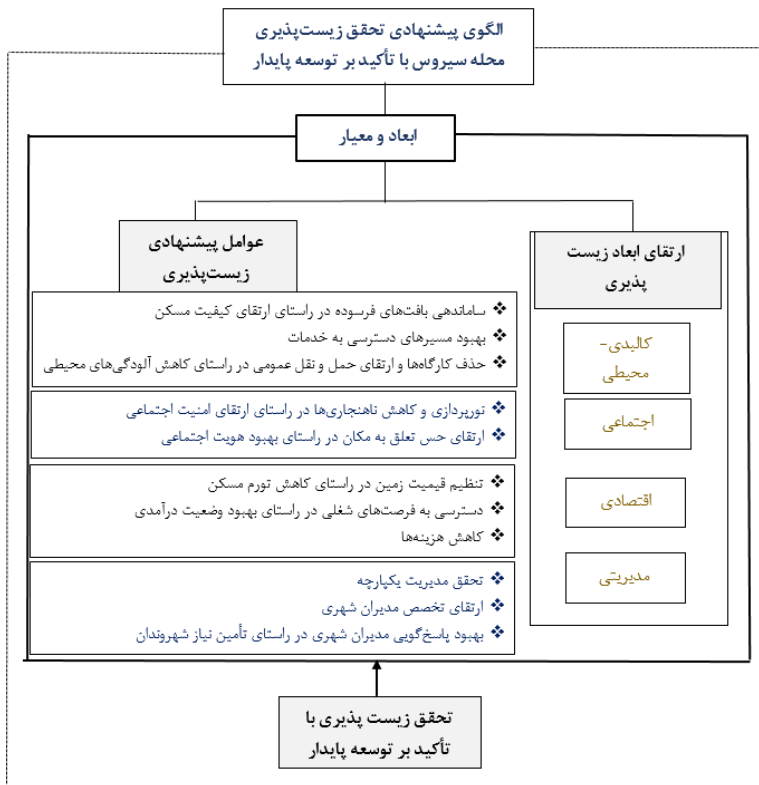 الگوی پیشنهادی تحقق زیست‌پذیری
محله سیروس با تأکید بر توسعه پایدار
ابعاد و معیار
ارتقای ابعاد زیست
پذیری
کالبدی-
محیطی
اجتماعی
اقتصادی
مدیریتی
عوامل پیشنهادی
زیست‌پذیری
❖ ساماندهی بافت‌های فرسوده در راستای ارتقای کیفیت مسکن
❖ بهبود مسیرهای دسترسی به خدمات
❖ حذف کارگاه‌ها و ارتقای حمل و نقل عمومی در راستای کاهش آلودگی‌های محیطی
❖ نورپردازی و کاهش ناهنجاری‌ها در راستای ارتقای امنیت اجتماعی
❖ ارتقای حس تعلق به مکان در راستای بهبود هویت اجتماعی
❖ تنظیم قیمیت زمین در راستای کاهش تورم مسکن
❖ دسترسی به فرصت‌های شغلی در راستای بهبود وضعیت درآمدی
❖ کاهش هزینه‌ها
❖ تحقق مدیریت یکپارچه
❖ ارتقای تخصص مدیران شهری
❖ بهبود پاسخ‌گویی مدیران شهری در راستای تأمین نیاز شهروندان
تحقق زیست پذیری با
تأکید بر توسعه پایدار